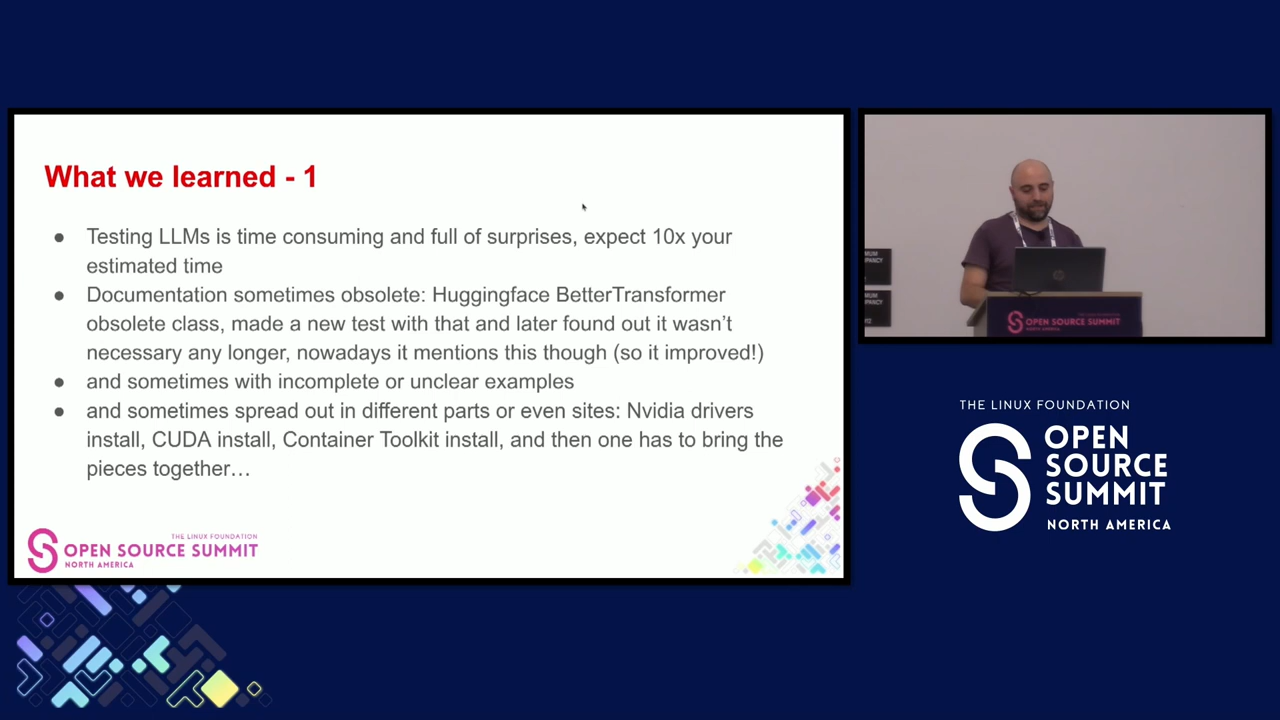 What we learned - 1
● Testing LLMs is time consuming and full of surprises, expect 10x your
estimated time
● Documentation sometimes obsolete: Huggingface BetterTransformer
obsolete class, made a new test with that and later found out it wasn't
necessary any longer, nowadays it mentions this though (so it improved!)
● and sometimes with incomplete or unclear examples
● and sometimes spread out in different parts or even sites: Nvidia drivers
install, CUDA install, Container Toolkit install, and then one has to bring the
pieces together…
THE LINUX FOUNDATION
OPEN SOURCE SUMMIT
NORTH AMERICA
OPEN SOURCE SUMMIT
THE LINUX FOUNDATION
OPEN
SOURCE
SUMMIT
NORTH AMERICA